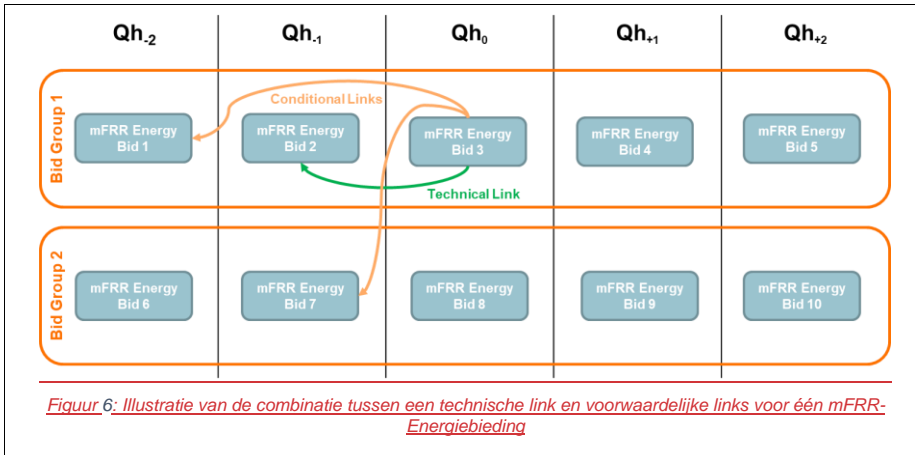 Qh-2 Qh-1 Qh0 Qh+1 Qh+2
Bid Group 1
Conditional Links
mFRR Energy
Bid 1
mFRR Energy
Bid 2
mFRR Energy
Bid 3
mFRR Energy
Bid 4
mFRR Energy
Bid 5
Technical Link
Bid Group 2
mFRR Energy
Bid 6
mFRR Energy
Bid 7
mFRR Energy
Bid 8
mFRR Energy
Bid 9
mFRR Energy
Bid 10
Figuur 6: Illustratie van de combinatie tussen een technische link en voorwaardelijke links voor één mFRR-
Energiebieding